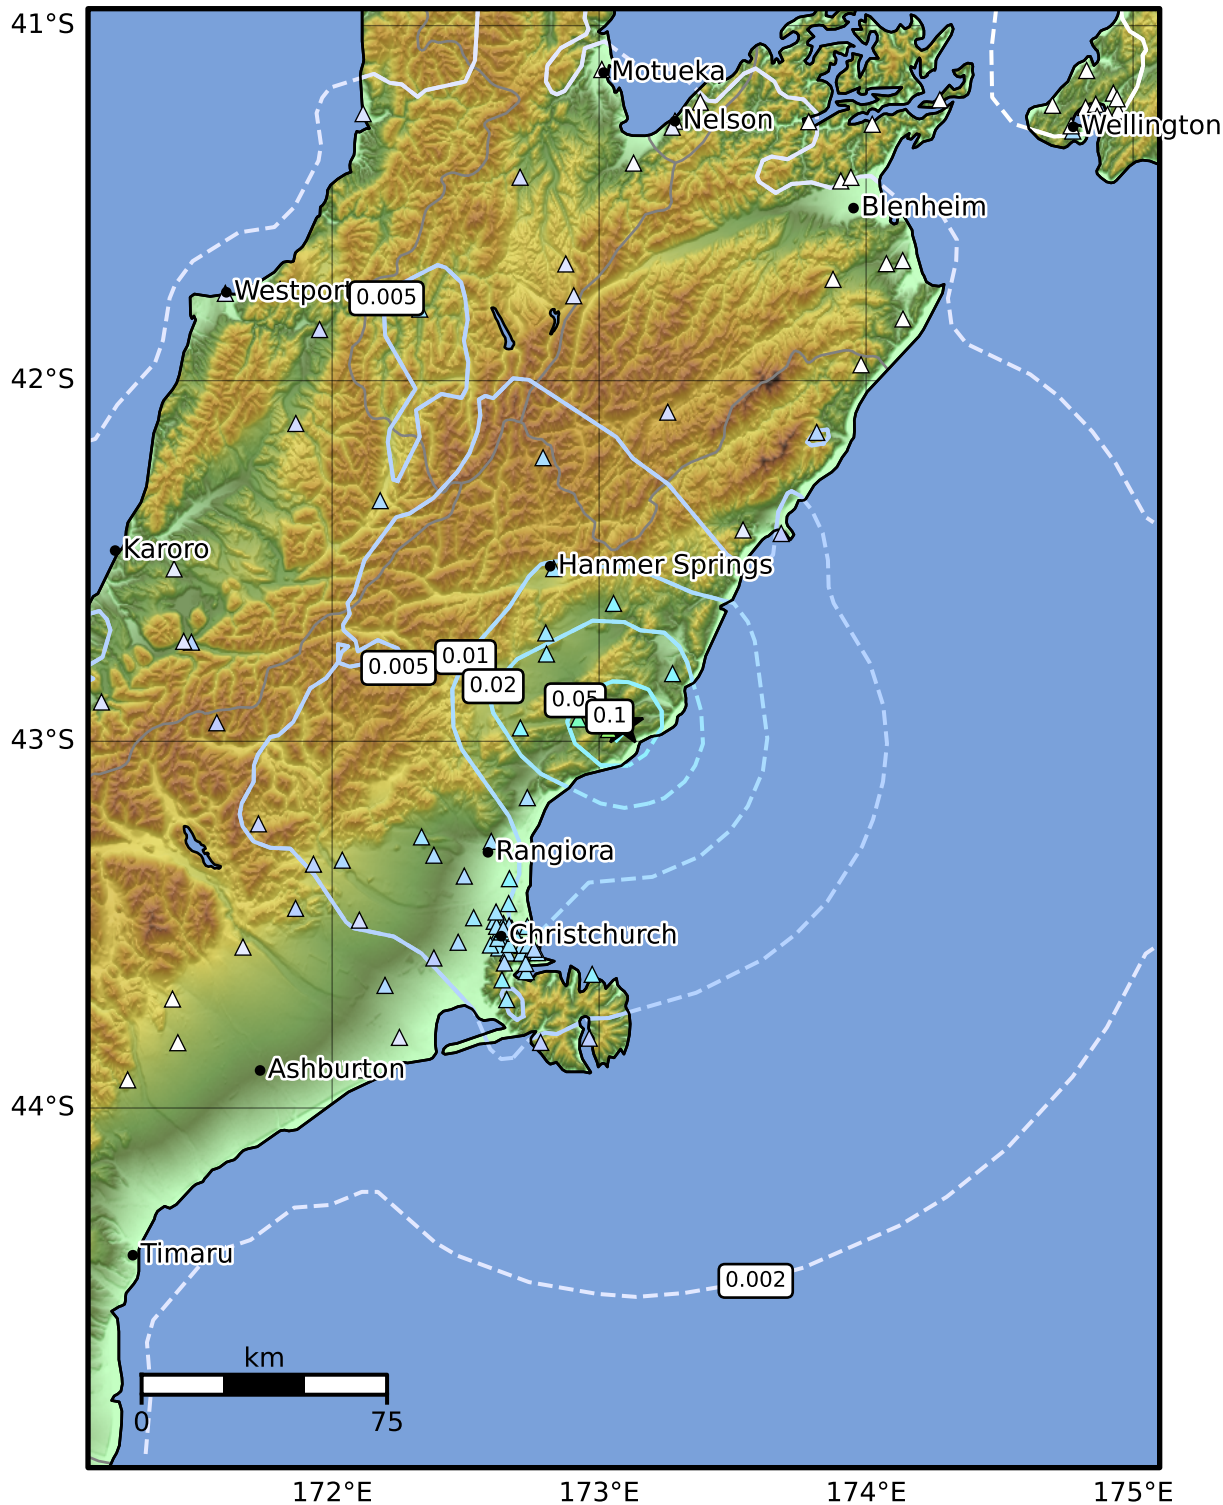 41°S
Motueka
Nelson
Wellington
Blenheim
Westport
0.005
42°S
Karoro
Hanmer Springs
0.01
0.005
0.02
0.05
0.1
43°S
Rangiora
Christchurch
Ashburton
44°S
Timaru
0.002
km
0 75
172°E 173°E 174°E 175°E